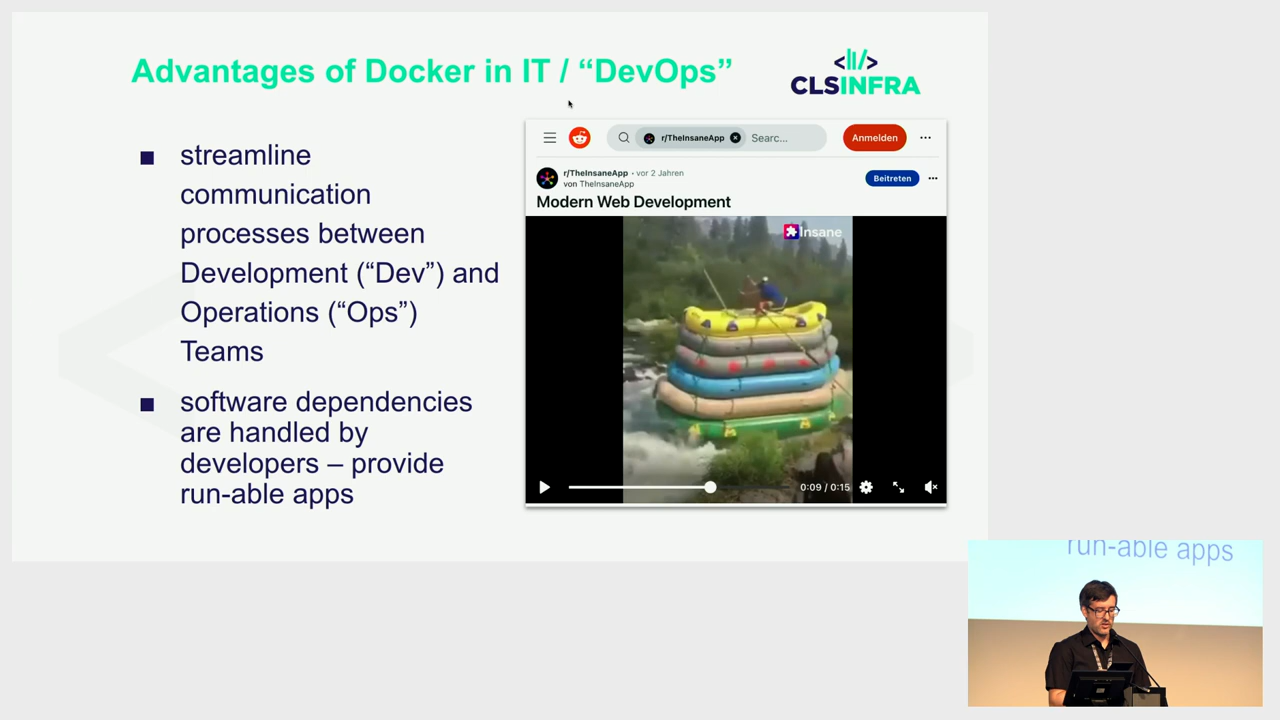 Advantages of Docker in IT / “DevOps”
</>
CLSINFRA
■ streamline
communication
processes between
Development (“Dev”) and
Operations (“Ops”)
Teams
■ software dependencies
are handled by
developers – provide
run-able apps
r/TheInsaneApp
Searc...
Anmelden
r/TheInsaneApp • vor 2 Jahren
von TheInsaneApp
Beitreten
Modern Web Development
Insane
0:09 / 0:15
run-able apps